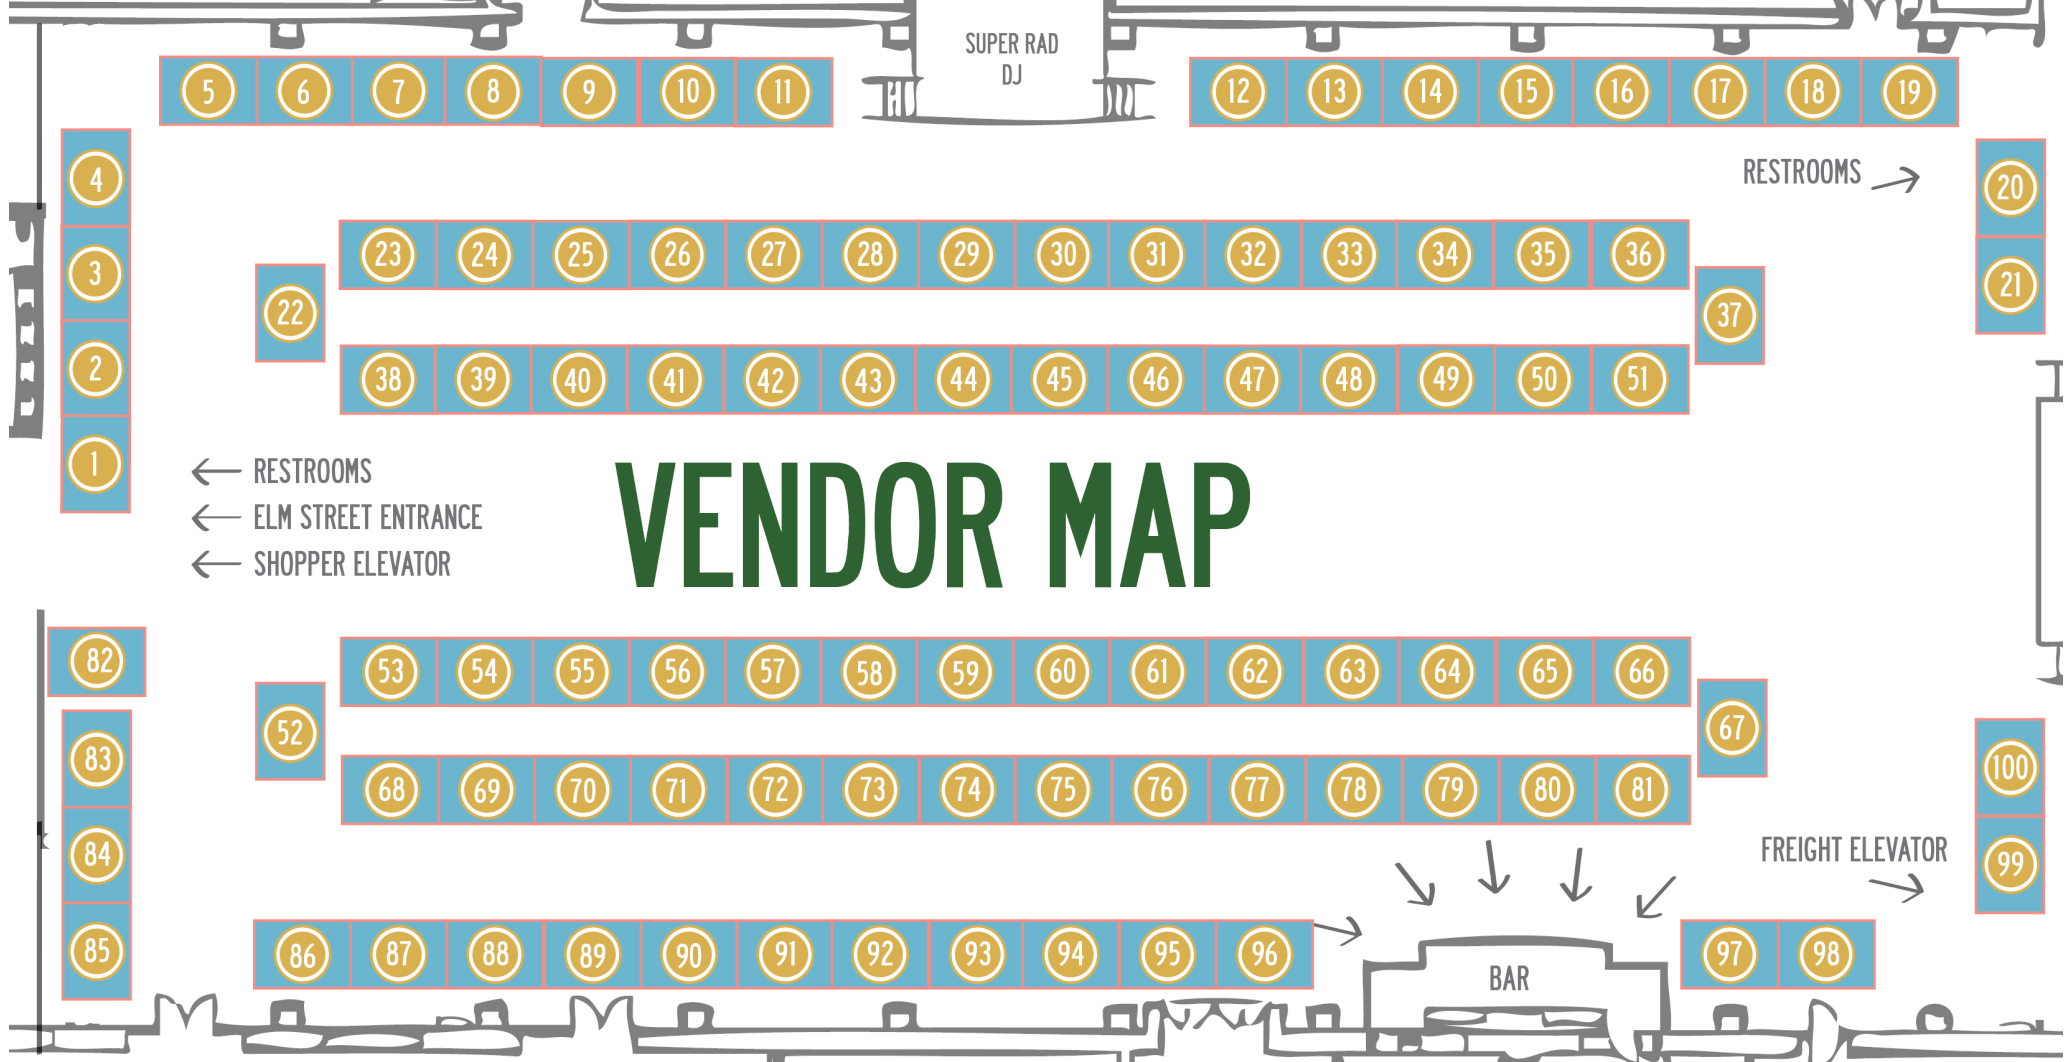 SUPER RAD
DJ
5 6 7 8 9 10 11
12 13 14 15 16 17 18 19
4
3
2
1
RESTROOMS
20
21
23 24 25 26 27 28 29 30 31 32 33 34 35 36
22
37
38 39 40 41 42 43 44 45 46 47 48 49 50 51
RESTROOMS
ELM STREET ENTRANCE
SHOPPER ELEVATOR
VENDOR MAP
82
83
84
85
53 54 55 56 57 58 59 60 61 62 63 64 65 66
52
67
68 69 70 71 72 73 74 75 76 77 78 79 80 81
100
99
FREIGHT ELEVATOR
86 87 88 89 90 91 92 93 94 95 96
BAR
97 98